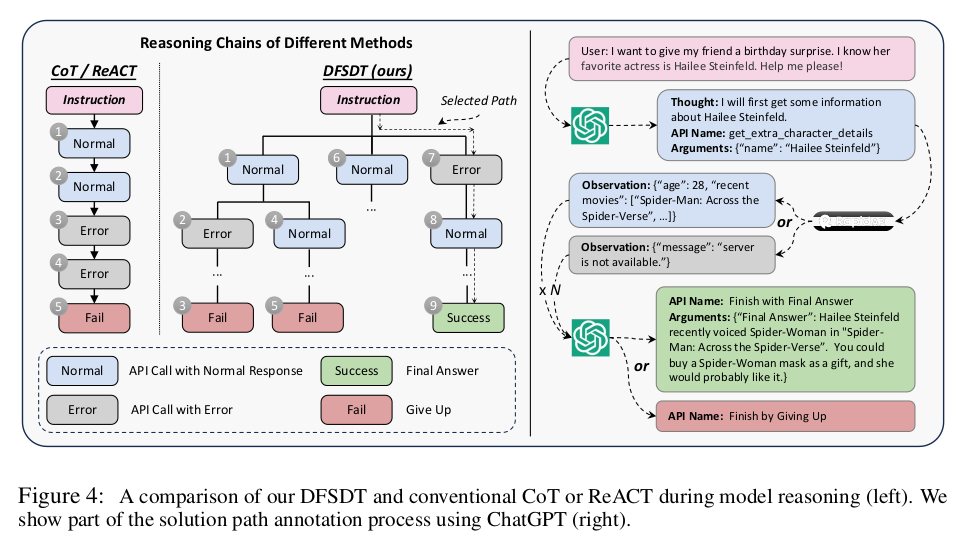 Reasoning Chains of Different Methods
CoT / ReACT
Instruction
1
Normal
2
Normal
3
Error
4
Error
5
Fail
DFSDT (ours)
Instruction
Selected Path
1
Normal
6
Normal
7
Error
...
2
Error
4
Normal
8
Normal
...
...
...
3
Fail
5
Fail
9
Success
Normal
API Call with Normal Response
Success
Final Answer
Error
API Call with Error
Fail
Give Up
User: I want to give my friend a birthday surprise. I know her
favorite actress is Hailee Steinfeld. Help me please!
Thought: I will first get some information
about Hailee Steinfeld.
API Name: get_extra_character_details
Arguments: {“name”: “Hailee Steinfeld”}
Observation: {“age”: 28, “recent
movies”: [“Spider-Man: Across the
Spider-Verse”, ...]}
or
Observation: {“message”: “server
is not available.”}
x N
API Name: Finish with Final Answer
Arguments: {“Final Answer”: Hailee Steinfeld
recently voiced Spider-Woman in "Spider-
Man: Across the Spider-Verse”. You could
buy a Spider-Woman mask as a gift, and she
would probably like it.}
or
API Name: Finish by Giving Up
Figure 4: A comparison of our DFSDT and conventional CoT or ReACT during model reasoning (left). We
show part of the solution path annotation process using ChatGPT (right).